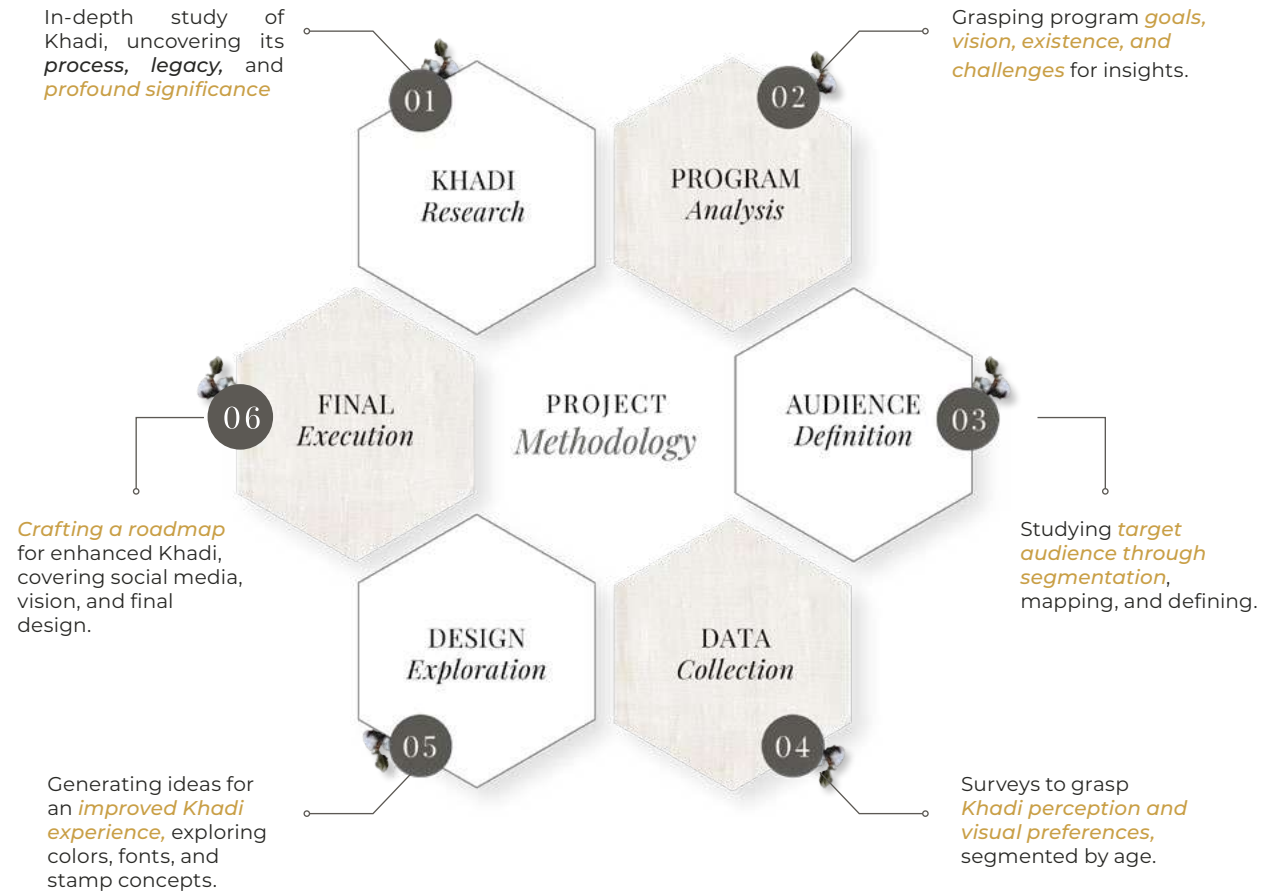 In-depth study of
Khadi, uncovering its
process, legacy, and
profound significance
01
KHADI
Research
Grasping program goals,
vision, existence, and
challenges for insights.
02
PROGRAM
Analysis
PROJECT
Methodology
AUDIENCE
Definition
03
Studying target
audience through
segmentation,
mapping, and defining.
DATA
Collection
04
Surveys to grasp
Khadi perception and
visual preferences,
segmented by age.
DESIGN
Exploration
05
Generating ideas for
an improved Khadi
experience, exploring
colors, fonts, and
stamp concepts.
06
FINAL
Execution
Crafting a roadmap
for enhanced Khadi,
covering social media,
vision, and final
design.